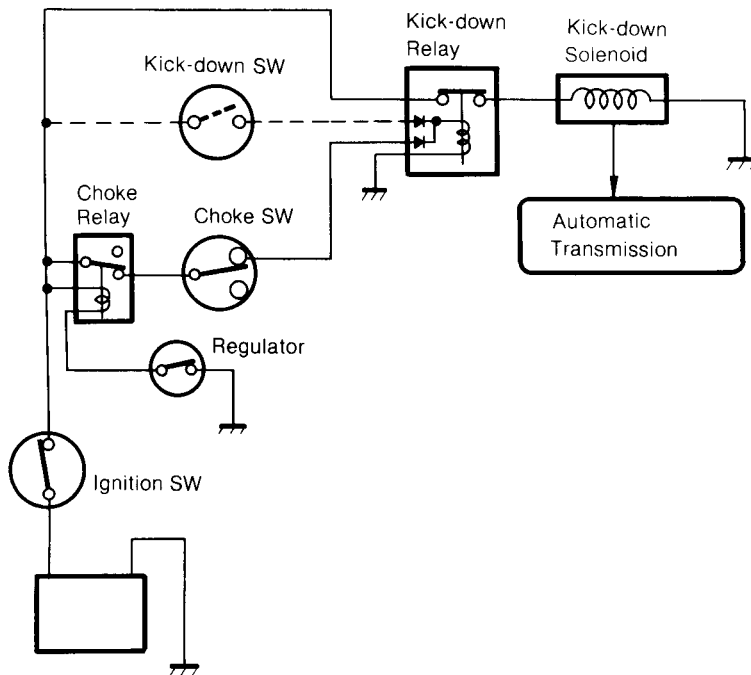 Kick-down
Relay
Kick-down
Solenoid
Kick-down SW
Choke
Relay
Choke SW
Automatic
Transmission
Regulator
Ignition SW